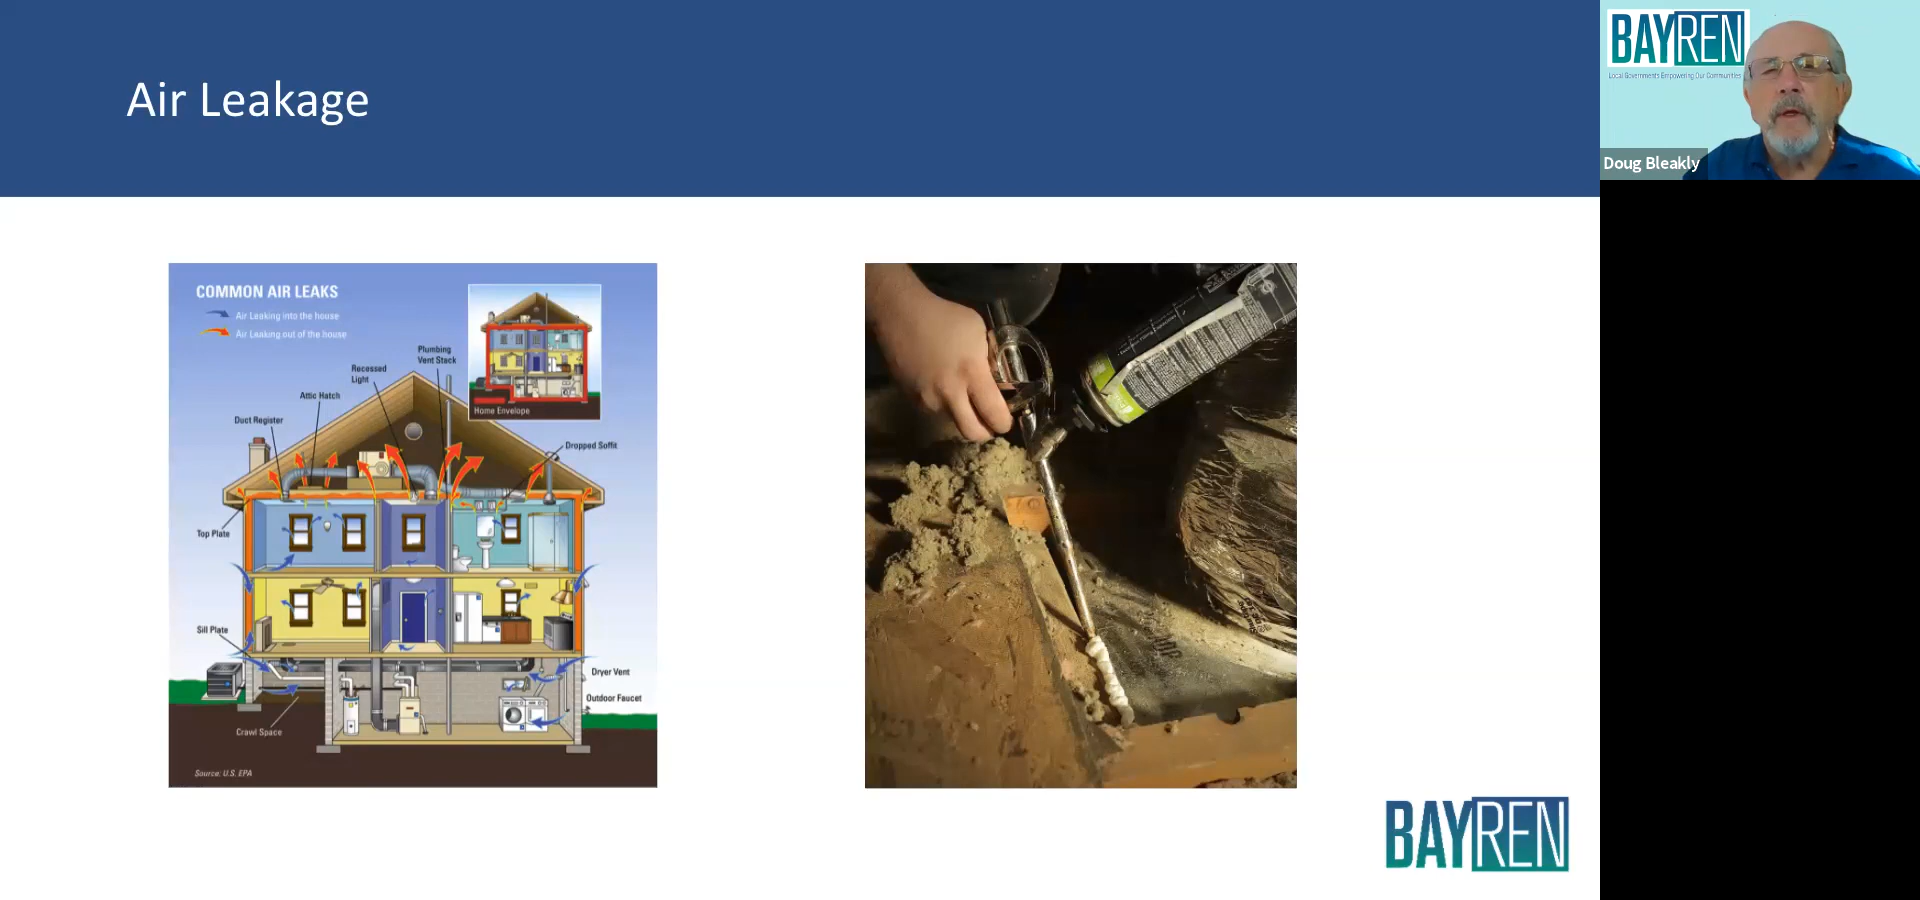 Air Leakage
COMMON AIR LEAKS
Air Leaking into the house
Air Leaking out of the house
Plumbing
Vent Stack
Recessed
Light
Attic Hatch
Duct Register
Home Envelope
Dropped Soffit
Top Plate
Sill Plate
Dryer Vent
Outdoor Faucet
Crawl Space
Source: U.S. EPA
BAYREN
BAYREN
Local Governments Empowering Our Communities
Doug Bleakly